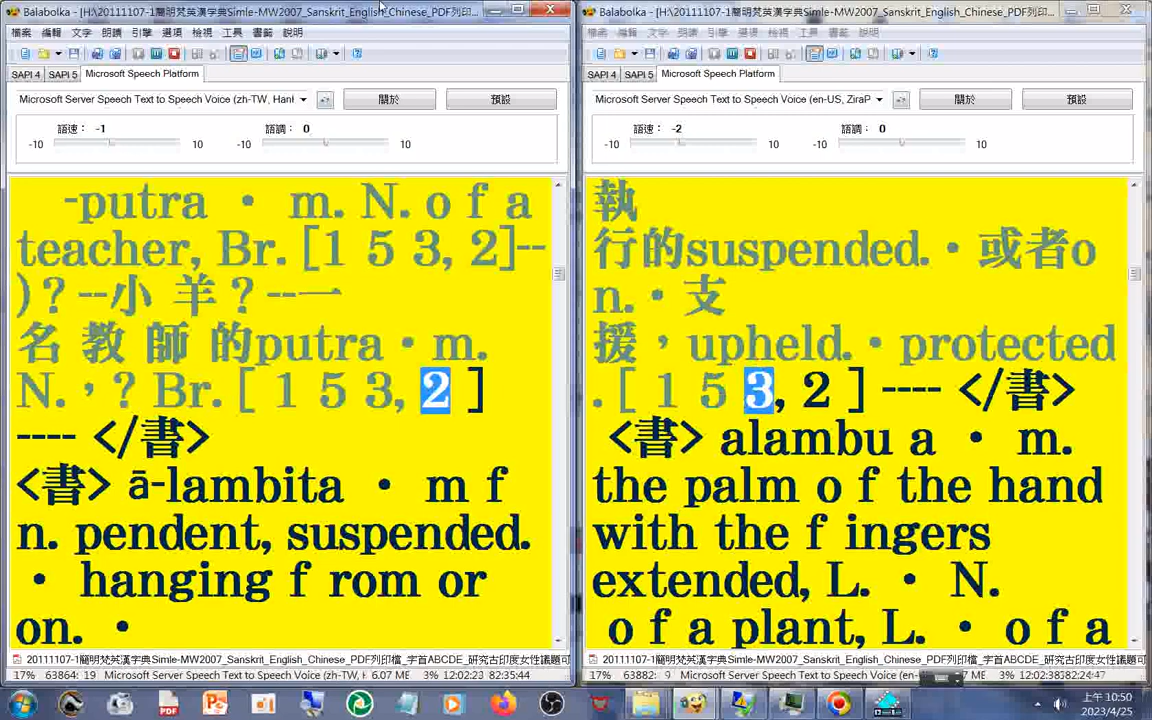 Balabolka - [H:\20111107-1簡明梵英漢字典Simle-MW2007_Sanskrit_English_Chinese_PDF列印...
檔案 編輯 文字 朗讀 引擎 選項 檢視 工具 書籤 說明
SAPI 4 SAPI 5 Microsoft Speech Platform
Microsoft Server Speech Text to Speech Voice (zh-TW, HanH
關於 預設
語速： -1 語調： 0
-10 10 -10 10
-putra • m. N. o f a
teacher, Br. [1 5 3, 2]--
)？--小 羊？--一
名 教 師 的putra • m.
N.，? Br. [ 1 5 3, 2 ]
---- </書>
<書> ā-lambita • m f
n. pendent, suspended.
• hanging f rom or
on. •
20111107-1簡明梵英漢字典Simle-MW2007_Sanskrit_English_Chinese_PDF列印檔_字首ABCDE_研究古印度女性議題可
17% 63864: 19 Microsoft Server Speech Text to Speech Voice (zh-TW, 6.07 MB 3% 12:02:23 82:35:44
Balabolka - [H:\20111107-1簡明梵英漢字典Simle-MW2007_Sanskrit_English_Chinese_PDF列印...
檔案 編輯 文字 朗讀 引擎 選項 檢視 工具 書籤 說明
SAPI 4 SAPI 5 Microsoft Speech Platform
Microsoft Server Speech Text to Speech Voice (en-US, ZiraP
關於 預設
語速： -2 語調： 0
-10 10 -10 10
執
行的suspended. • 或者o
n. • 支
援，upheld. • protected
. [ 1 5 3, 2 ] ---- </書>
<書> alambu a • m.
the palm o f the hand
with the f ingers
extended, L. • N.
o f a plant, L. • o f a
20111107-1簡明梵英漢字典Simle-MW2007_Sanskrit_English_Chinese_PDF列印檔_字首ABCDE_研究古印度女性議題可
17% 63882: Microsoft Server Speech Text to Speech Voice (en-US, 3% 12:02:38 82:24:47
上午 10:50
2023/4/25